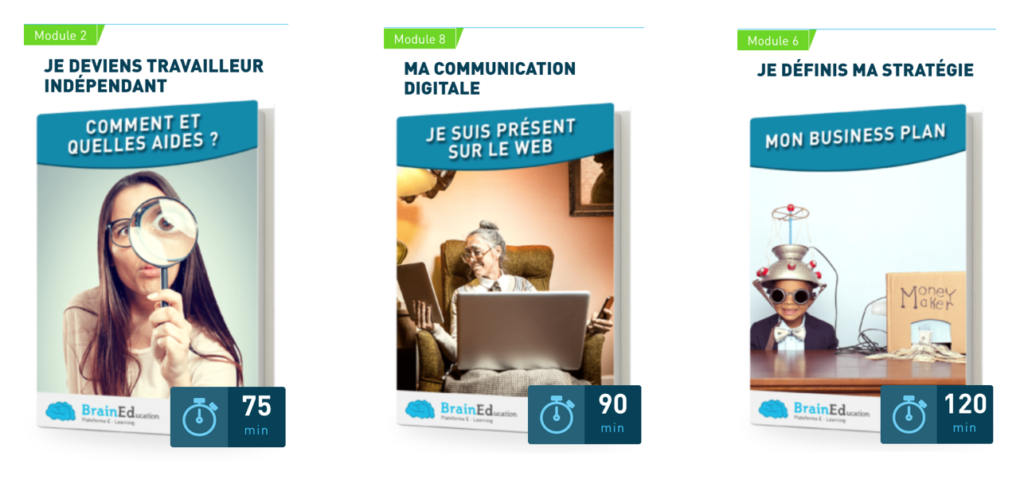 Module 2
JE DEVIENS TRAVAILLEUR
INDÉPENDANT
COMMENT ET
QUELLES AIDES ?
BrainEducation
Plateforme E - Learning
75
min
Module 8
MA COMMUNICATION
DIGITALE
JE SUIS PRÉSENT
SUR LE WEB
BrainEducation
Plateforme E - Learning
90
min
Module 6
JE DÉFINIS MA STRATÉGIE
MON BUSINESS PLAN
Money
Maker
BrainEducation
Plateforme E - Learning
120
min